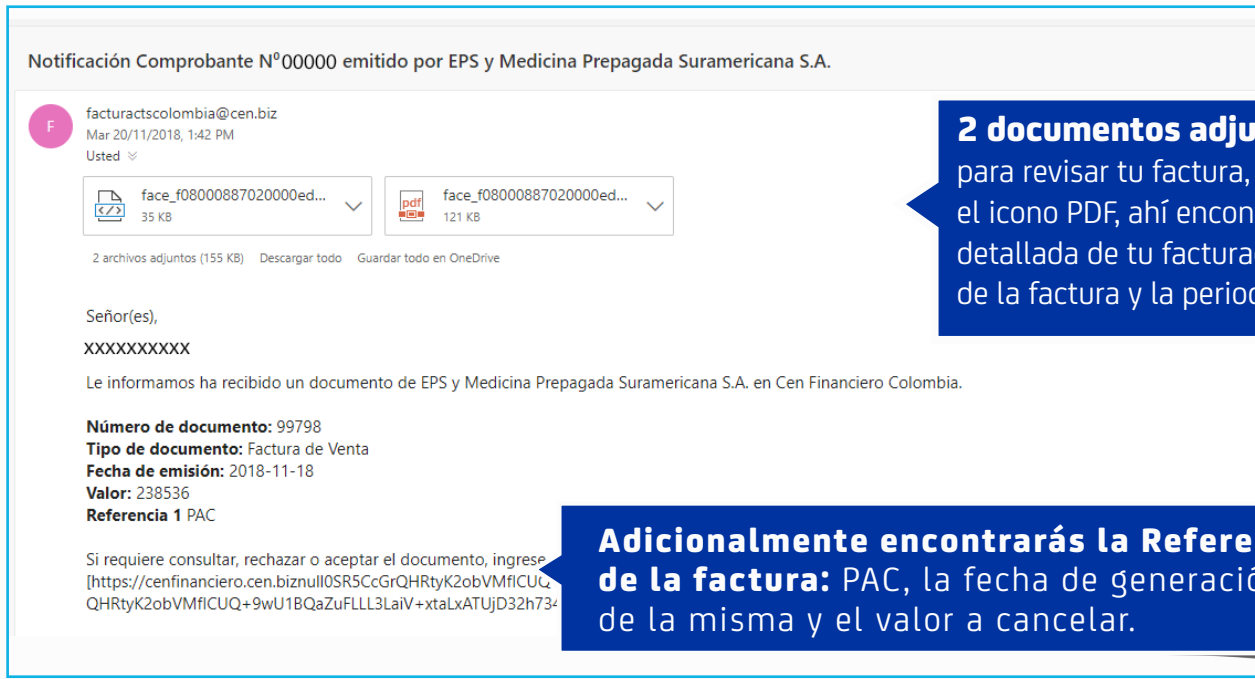 Notificación Comprobante Nº00000 emitido por EPS y Medicina Prepagada Suramericana S.A.
F
facturactscolombia@cen.biz
Mar 20/11/2018, 1:42 PM
Usted
face_f08000887020000ed...
35 KB
pdf
face_f08000887020000ed...
121 KB
2 archivos adjuntos (155 KB) Descargar todo Guardar todo en OneDrive
2 documentos adju
para revisar tu factura,
el icono PDF, ahí encon
detallada de tu factura
de la factura y la perio
Señor(es),
XXXXXXXXXX
Le informamos ha recibido un documento de EPS y Medicina Prepagada Suramericana S.A. en Cen Financiero Colombia.
Número de documento: 99798
Tipo de documento: Factura de Venta
Fecha de emisión: 2018-11-18
Valor: 238536
Referencia 1 PAC
Si requiere consultar, rechazar o aceptar el documento, ingrese
[https://cenfinanciero.cen.biznull0SR5CcGrQHRtyK2obVMfICUQ
QHRtyK2obVMfICUQ+9wU1BQaZuFLLL3LaiV+xtaLxATUjD32h734
Adicionalmente encontrarás la Refere
de la factura: PAC, la fecha de generació
de la misma y el valor a cancelar.